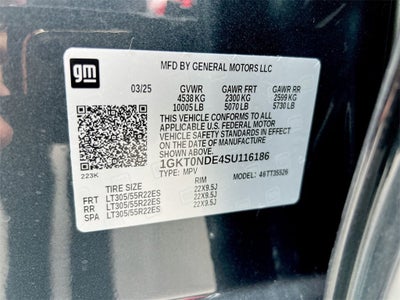 gm
MFD BY GENERAL MOTORS LLC
03/25 GVWR GAWR FRT GAWR RR
4538 KG 2300 KG 2599 KG
10005 LB 5070 LB 5730 LB
THIS VEHICLE CONFORMS TO ALL
APPLICABLE U.S. FEDERAL MOTOR
VEHICLE SAFETY STANDARDS IN EFFECT ON
THE DATE OF MANUFACTURE SHOWN ABOVE.
1GKT0NDE4SU116186
TYPE: MPV MODEL: 46TT35526
223K
TIRE SIZE RIM
FRT LT305/55R22ES 22X9.5J
RR LT305/55R22ES 22X9.5J
SPA LT305/55R22ES 22X9.5J